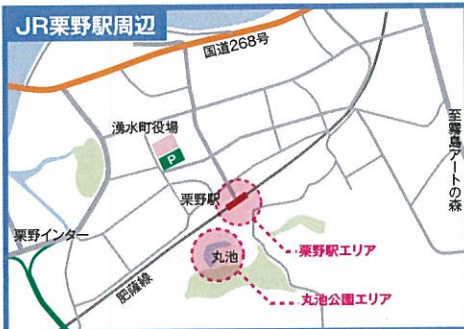 JR栗野駅周辺
国道268号
湧水町役場
P
至霧島アートの森
栗野駅
栗野インター
栗野駅エリア
丸池
肥薩線
丸池公園エリア